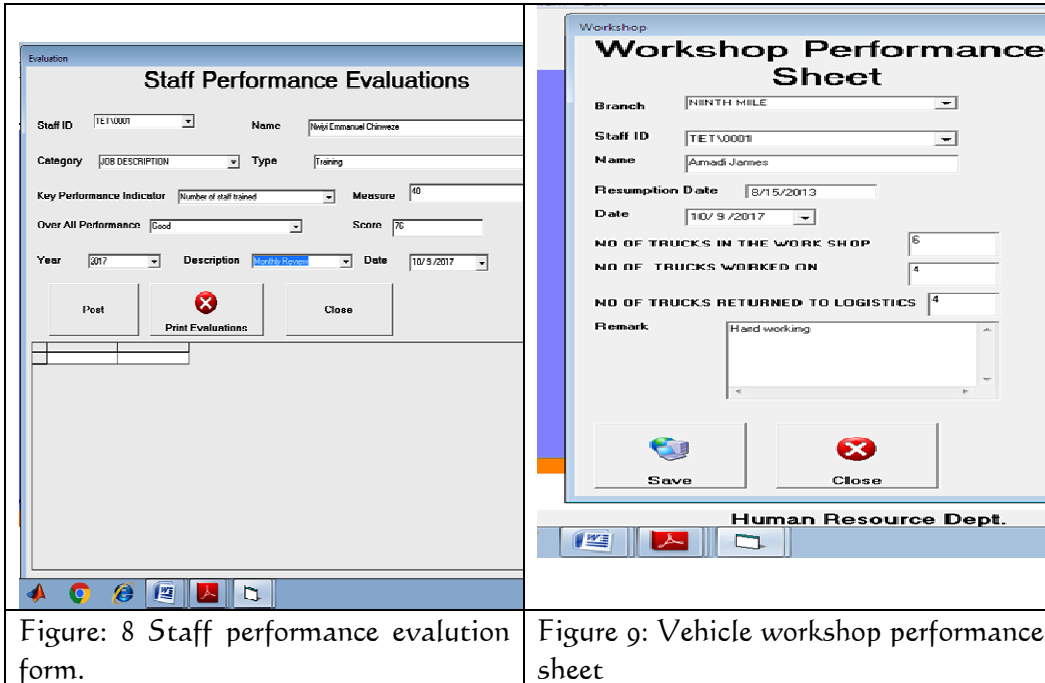 Evaluation
Staff Performance Evaluations
Staff ID TET\0001 Name Nwiyi Emmanuel Chinweze
Category JOB DESCRIPTION Type Training
Key Performance Indicator Number of staff trained Measure 40
Over All Performance Good Score 76
Year 2017 Description Monthly Review Date 10/ 9 /2017
Post Print Evaluations Close
Figure: 8 Staff performance evalution
form.
Workshop
Workshop Performance
Sheet
Branch NINTH MILE
Staff ID TET\0001
Name Amadi James
Resumption Date 8/15/2013
Date 10/ 9 /2017
NO OF TRUCKS IN THE WORK SHOP 6
NO OF TRUCKS WORKED ON 4
NO OF TRUCKS RETURNED TO LOGISTICS 4
Remark Hard working
Save Close
Human Resource Dept.
Figure 9: Vehicle workshop performance
sheet